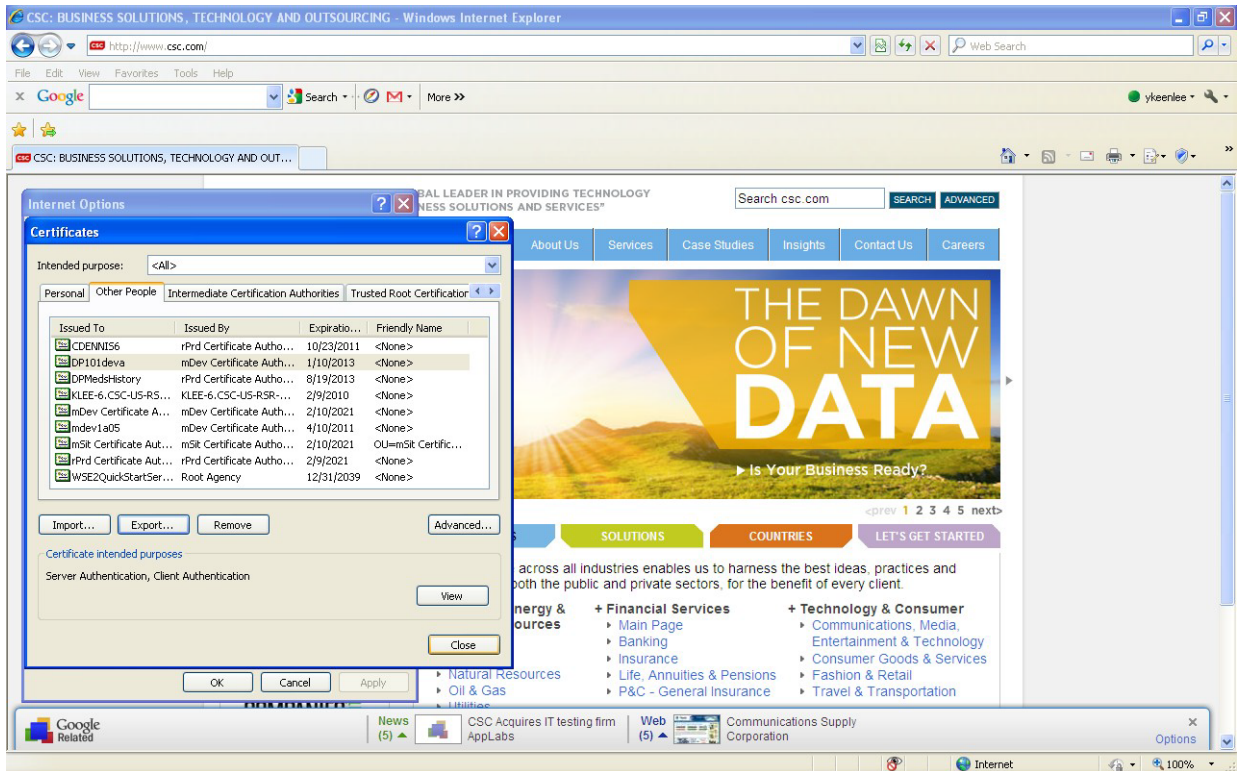 CSC: BUSINESS SOLUTIONS, TECHNOLOGY AND OUTSOURCING - Windows Internet Explorer
CSC http://www.csc.com/
Web Search
File Edit View Favorites Tools Help
x Google Search More >> ykeenlee
CSC CSC: BUSINESS SOLUTIONS, TECHNOLOGY AND OUT...
BAL LEADER IN PROVIDING TECHNOLOGY
NESS SOLUTIONS AND SERVICES"
Search csc.com SEARCH ADVANCED
About Us Services Case Studies Insights Contact Us Careers
Internet Options
Certificates
Intended purpose: <All>
Personal Other People Intermediate Certification Authorities Trusted Root Certification
Issued To Issued By Expiratio... Friendly Name
CDENNIS6 rPrd Certificate Autho... 10/23/2011 <None>
DP101deva mDev Certificate Auth... 1/10/2013 <None>
DPMedsHistory rPrd Certificate Autho... 8/19/2013 <None>
KLEE-6.CSC-US-RS... KLEE-6.CSC-US-RSR-... 2/9/2010 <None>
mDev Certificate A... mDev Certificate Auth... 2/10/2021 <None>
mdev1a05 mDev Certificate Auth... 4/10/2011 <None>
mSit Certificate Aut... mSit Certificate Autho... 2/10/2021 OU=mSit Certific...
rPrd Certificate Aut... rPrd Certificate Autho... 2/9/2021 <None>
WSE2QuickStartSer... Root Agency 12/31/2039 <None>
Import... Export... Remove Advanced...
Certificate intended purposes
Server Authentication, Client Authentication
View
Close
OK Cancel Apply
THE DAWN
OF NEW
DATA
Is Your Business Ready?
<prev 1 2 3 4 5 next>
SOLUTIONS COUNTRIES LET'S GET STARTED
across all industries enables us to harness the best ideas, practices and
both the public and private sectors, for the benefit of every client.
nergy &
ources
Natural Resources
Oil & Gas
Utilities
+ Financial Services
Main Page
Banking
Insurance
Life, Annuities & Pensions
P&C - General Insurance
+ Technology & Consumer
Communications, Media,
Entertainment & Technology
Consumer Goods & Services
Fashion & Retail
Travel & Transportation
Google
Related
News
(5)
CSC Acquires IT testing firm
AppLabs
Web
(5)
Communications Supply
Corporation
Options
Internet 100%